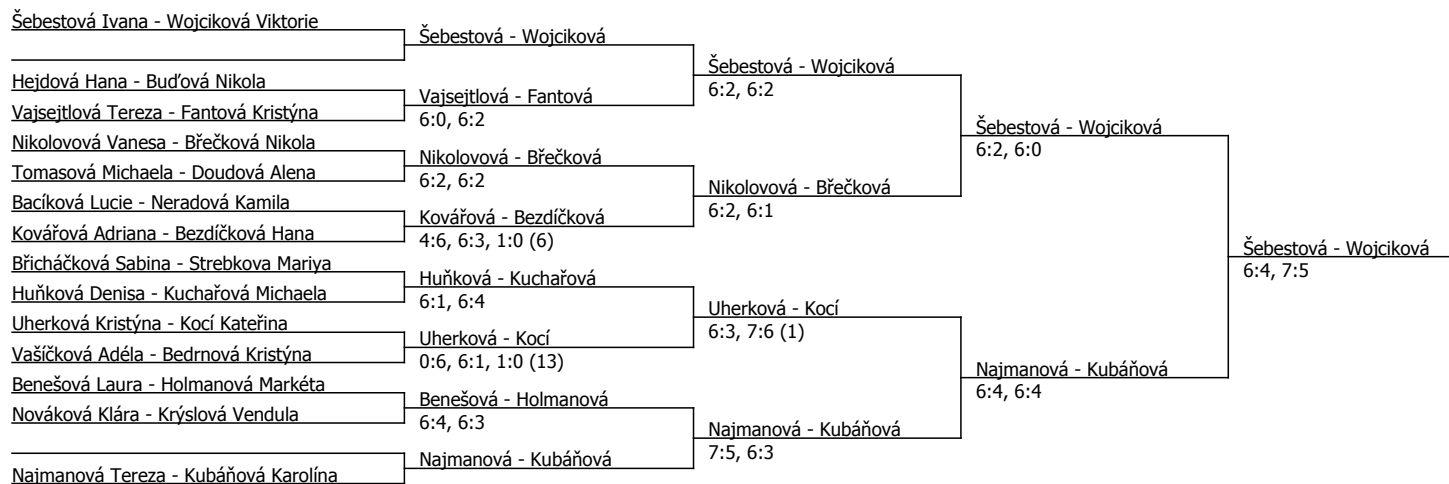 Šebestová Ivana - Wojciková Viktorie
Hejdová Hana - Buďová Nikola
Vajsejtlová Tereza - Fantová Kristýna
Nikolovová Vanesa - Břečková Nikola
Tomasová Michaela - Doudová Alena
Bacíková Lucie - Neradová Kamila
Kovářová Adriana - Bezdíčková Hana
Břicháčková Sabina - Strebkova Mariya
Huňková Denisa - Kuchařová Michaela
Uherková Kristýna - Kocí Kateřina
Vašíčková Adéla - Bedrnová Kristýna
Benešová Laura - Holmanová Markéta
Nováková Klára - Krýslová Vendula
Najmanová Tereza - Kubáňová Karolína
Šebestová - Wojciková
Vajsejtlová - Fantová
6:0, 6:2
Nikolovová - Břečková
6:2, 6:2
Kovářová - Bezdíčková
4:6, 6:3, 1:0 (6)
Huňková - Kuchařová
6:1, 6:4
Uherková - Kocí
0:6, 6:1, 1:0 (13)
Benešová - Holmanová
6:4, 6:3
Najmanová - Kubáňová
Šebestová - Wojciková
6:2, 6:2
Nikolovová - Břečková
6:2, 6:1
Uherková - Kocí
6:3, 7:6 (1)
Najmanová - Kubáňová
7:5, 6:3
Šebestová - Wojciková
6:2, 6:0
Najmanová - Kubáňová
6:4, 6:4
Šebestová - Wojciková
6:4, 7:5